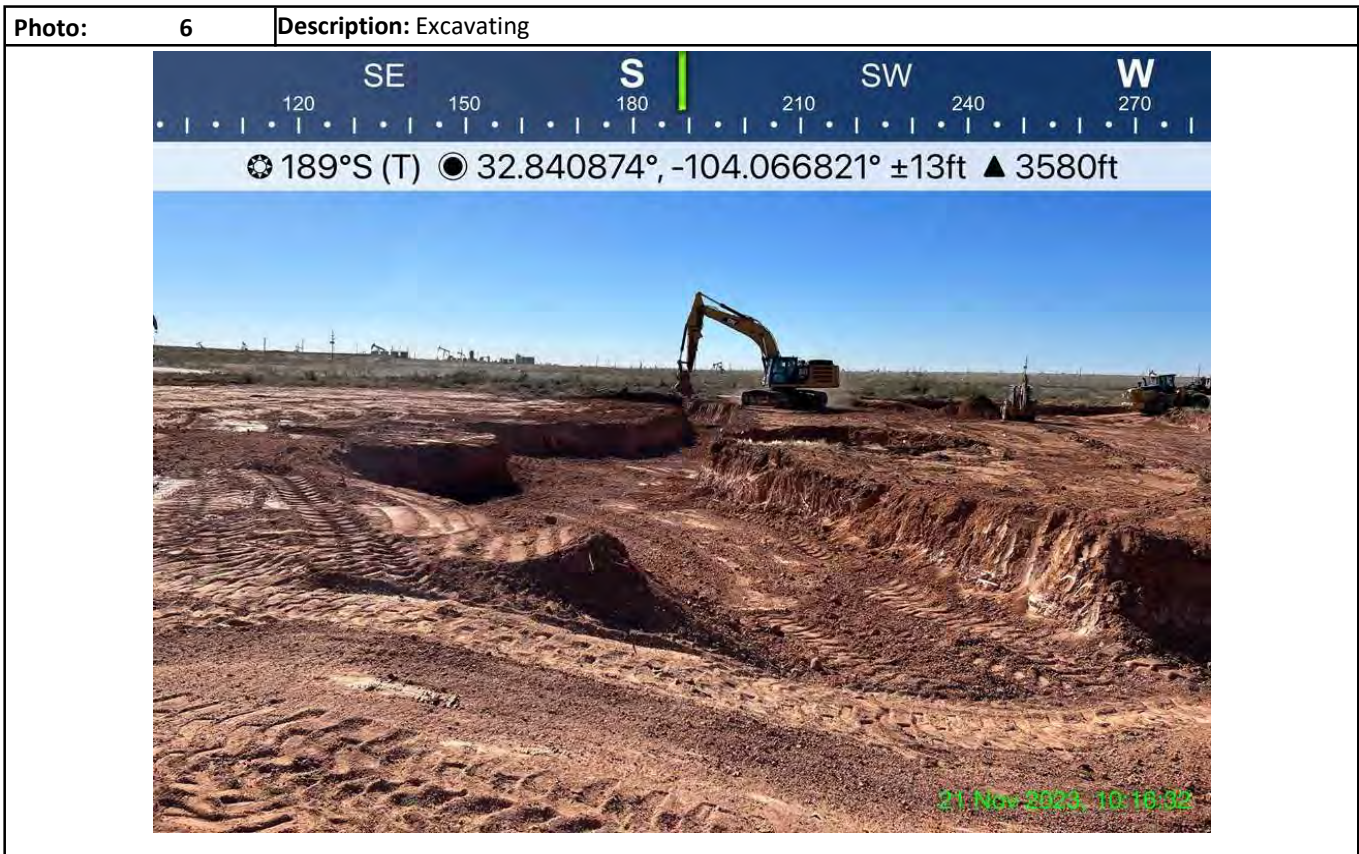 Photo: 6 Description: Excavating
SE S SW W
120 150 180 210 240 270
189°S (T) 32.840874°, -104.066821° ±13ft ▲ 3580ft
21 Nov 2023, 10:16:32